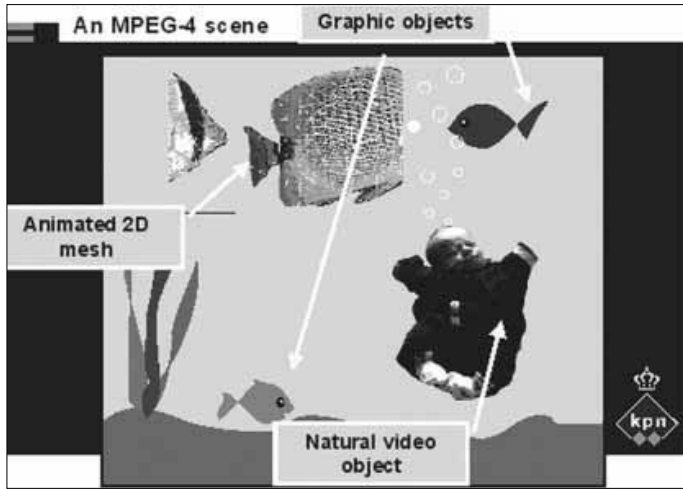 An MPEG-4 scene
Graphic objects
Animated 2D
mesh
Natural video
object
kpn